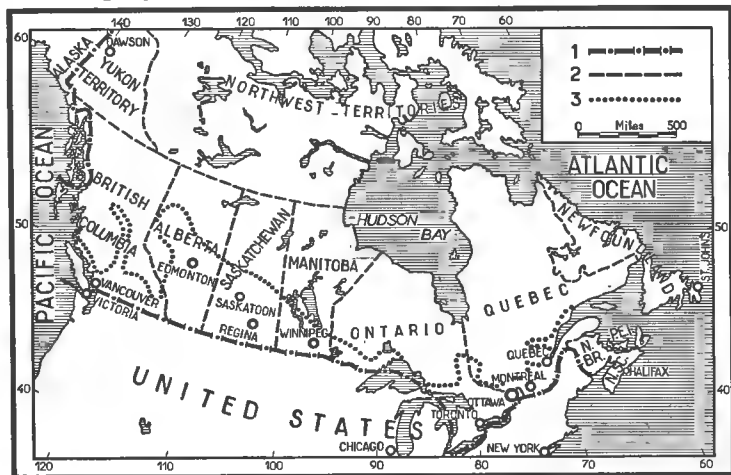 140 130 120 110 100 90 80 70 60
60
DAWSON
ALASKA
YUKON
TERRITORY
NORTHWEST-TERRITORIES
1
2
3
0 Miles 500
ATLANTIC
OCEAN
PACIFIC OCEAN
50
50
BRITISH
COLUMBIA
ALBERTA
EDMONTON
SASKATCHEWAN
SASKATOON
REGINA
MANITOBA
WINNIPEG
HUDSON
BAY
NEWFOUNDLAND
ST. JOHN'S
VANCOUVER
VICTORIA
ONTARIO
QUEBEC
QUEBEC
MONTREAL
OTTAWA
TORONTO
N.
BR.
P.E.I.
N.S.
HALIFAX
40
40
UNITED STATES
CHICAGO
NEW YORK
120 110 100 90 80 70 60